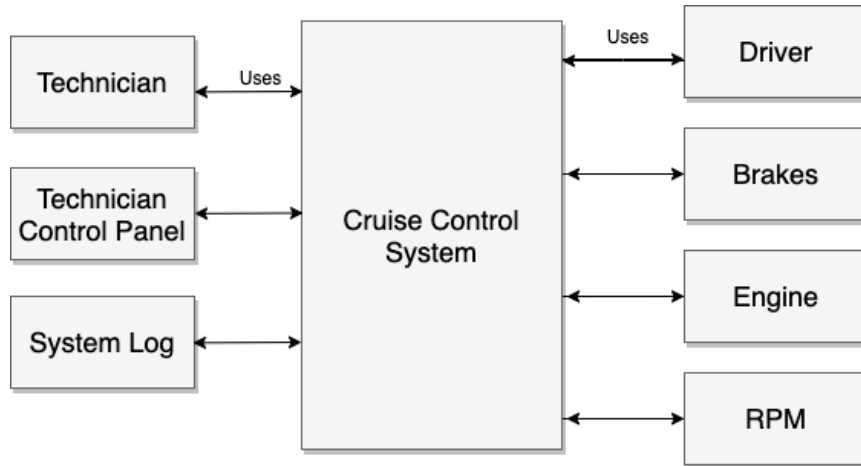 Technician
Uses
Technician
Control Panel
System Log
Cruise Control
System
Uses
Driver
Brakes
Engine
RPM